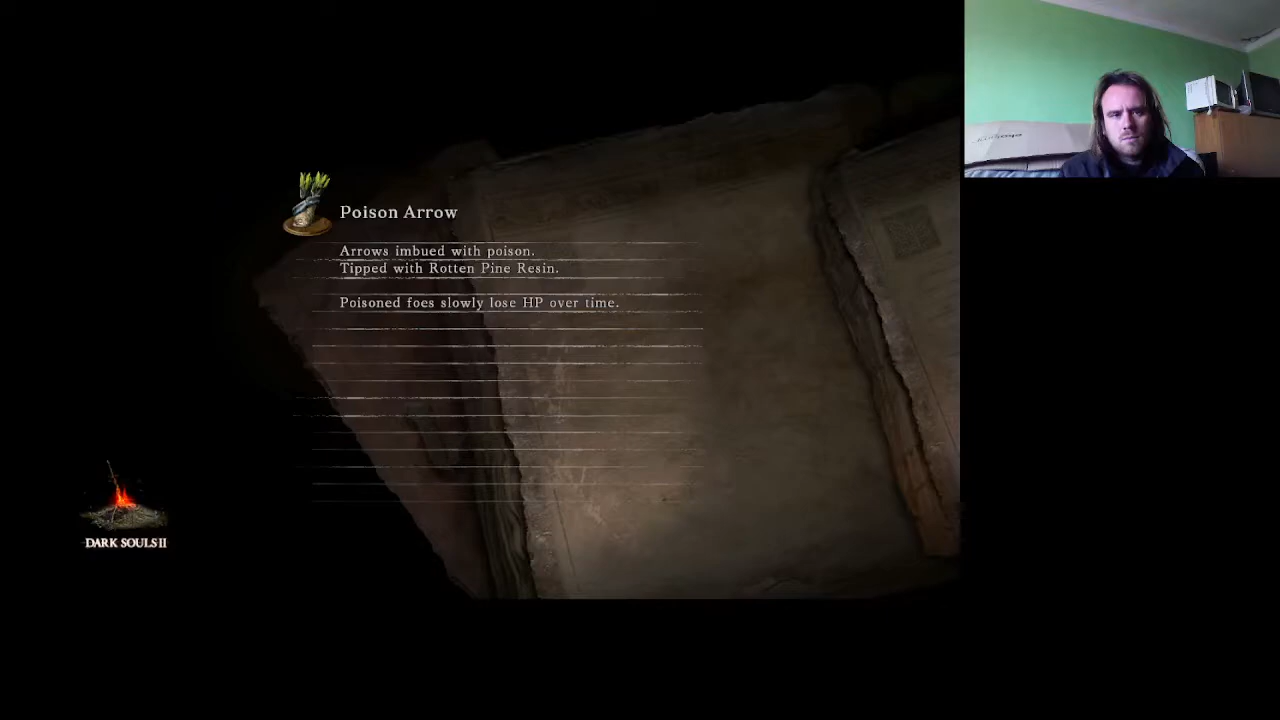 Poison Arrow
Arrows imbued with poison.
Tipped with Rotten Pine Resin.
Poisoned foes slowly lose HP over time.
DARK SOULS II